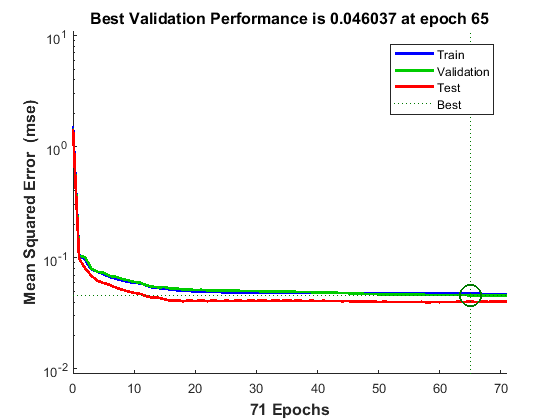 Best Validation Performance is 0.046037 at epoch 65
Mean Squared Error (mse)
10^1
10^0
10^-1
10^-2
Train
Validation
Test
Best
0 10 20 30 40 50 60 70
71 Epochs